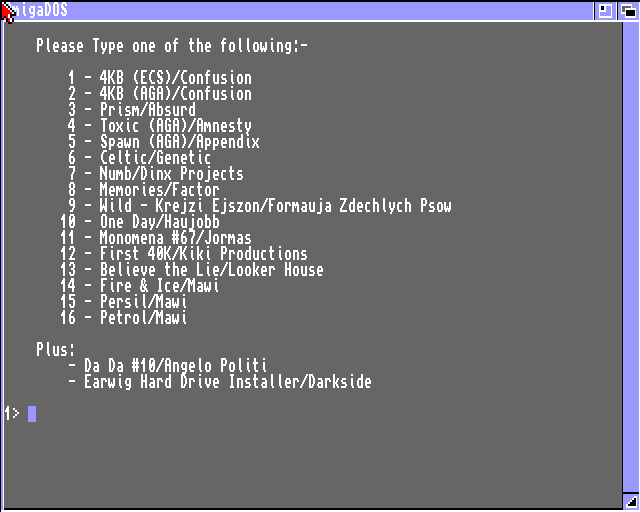 AmigaDOS
Please Type one of the following:-
1 - 4KB (ECS)/Confusion
2 - 4KB (AGA)/Confusion
3 - Prism/Absurd
4 - Toxic (AGA)/Amnesty
5 - Spawn (AGA)/Appendix
6 - Celtic/Genetic
7 - Numb/Dinx Projects
8 - Memories/Factor
9 - Wild - Krejzi Ejszon/Formauja Zdechlych Psow
10 - One Day/Haujobb
11 - Monomena #67/Jormas
12 - First 40K/Kiki Productions
13 - Believe the Lie/Looker House
14 - Fire & Ice/Mawi
15 - Persil/Mawi
16 - Petrol/Mawi
Plus:
- Da Da #10/Angelo Politi
- Earwig Hard Drive Installer/Darkside
1>